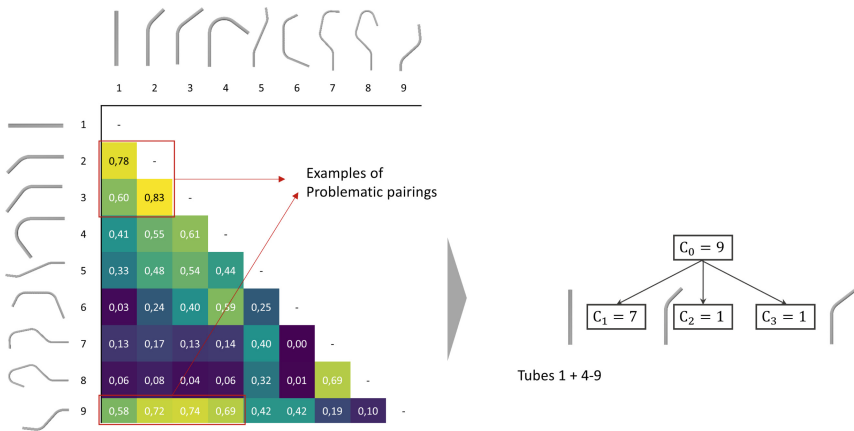 1 2 3 4 5 6 7 8 9
1 -
2 0,78 -
3 0,60 0,83 -
4 0,41 0,55 0,61 -
5 0,33 0,48 0,54 0,44 -
6 0,03 0,24 0,40 0,59 0,25 -
7 0,13 0,17 0,13 0,14 0,40 0,00 -
8 0,06 0,08 0,04 0,06 0,32 0,01 0,69 -
9 0,58 0,72 0,74 0,69 0,42 0,42 0,19 0,10 -
Examples of
Problematic pairings
C₀ = 9
C₁ = 7 C₂ = 1 C₃ = 1
Tubes 1 + 4-9